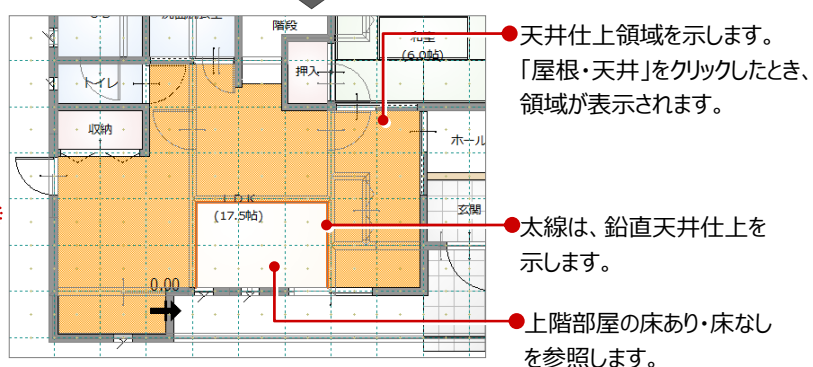 階段
和室
(6.0帖)
押入
トイレ
収納
ホール
LDK
(17.5帖)
玄関
0.00
天井仕上領域を示します。
「屋根・天井」をクリックしたとき、
領域が表示されます。
太線は、鉛直天井仕上を
示します。
上階部屋の床あり・床なし
を参照します。